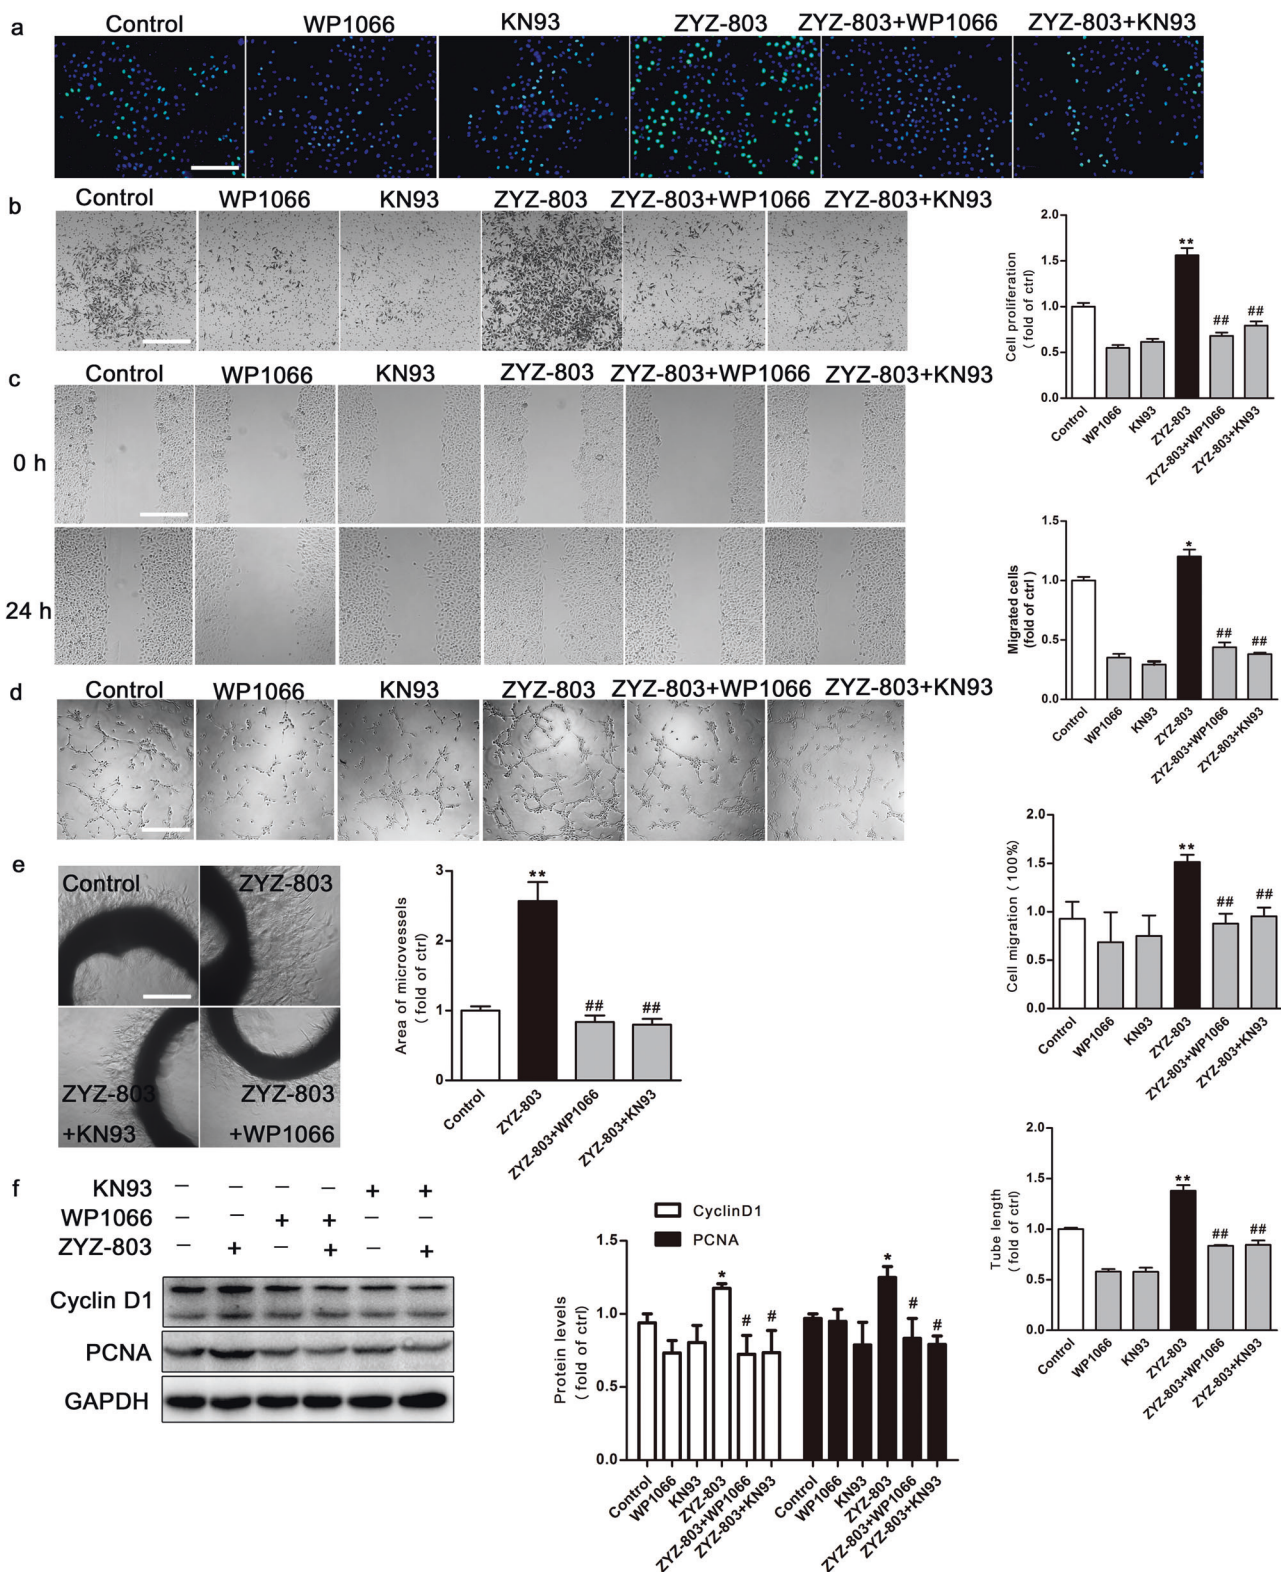 a
Control WP1066 KN93 ZYZ-803 ZYZ-803+WP1066 ZYZ-803+KN93
b
Control WP1066 KN93 ZYZ-803 ZYZ-803+WP1066 ZYZ-803+KN93
c
Control WP1066 KN93 ZYZ-803 ZYZ-803+WP1066 ZYZ-803+KN93
0 h
24 h
d
Control WP1066 KN93 ZYZ-803 ZYZ-803+WP1066 ZYZ-803+KN93
Cell proliferation
( fold of ctrl)
2.0
1.5
1.0
0.5
0.0
**
##
##
Control
WP1066
KN93
ZYZ-803
ZYZ-803+WP1066
ZYZ-803+KN93
Migrated cells
(fold of ctrl )
1.5
1.0
0.5
0.0
*
##
##
Control
WP1066
KN93
ZYZ-803
ZYZ-803+WP1066
ZYZ-803+KN93
Cell migration ( 100%)
2.0
1.5
1.0
0.5
0.0
**
##
##
Control
WP1066
KN93
ZYZ-803
ZYZ-803+WP1066
ZYZ-803+KN93
Tube length
( fold of ctrl)
2.0
1.5
1.0
0.5
0.0
**
##
##
Control
WP1066
KN93
ZYZ-803
ZYZ-803+WP1066
ZYZ-803+KN93
e
Control ZYZ-803
ZYZ-803 ZYZ-803
+KN93 +WP1066
Area of microvessels
( fold of ctrl)
3
2
1
0
**
##
##
Control
ZYZ-803
ZYZ-803+WP1066
ZYZ-803+KN93
f
KN93 – – – – + +
WP1066 – – + + – –
ZYZ-803 – + – + – +
Cyclin D1
PCNA
GAPDH
CyclinD1
PCNA
Protein levels
( fold of ctrl)
1.5
1.0
0.5
0.0
*
#
#
*
#
#
Control
WP1066
KN93
ZYZ-803
ZYZ-803+WP1066
ZYZ-803+KN93
Control
WP1066
KN93
ZYZ-803
ZYZ-803+WP1066
ZYZ-803+KN93